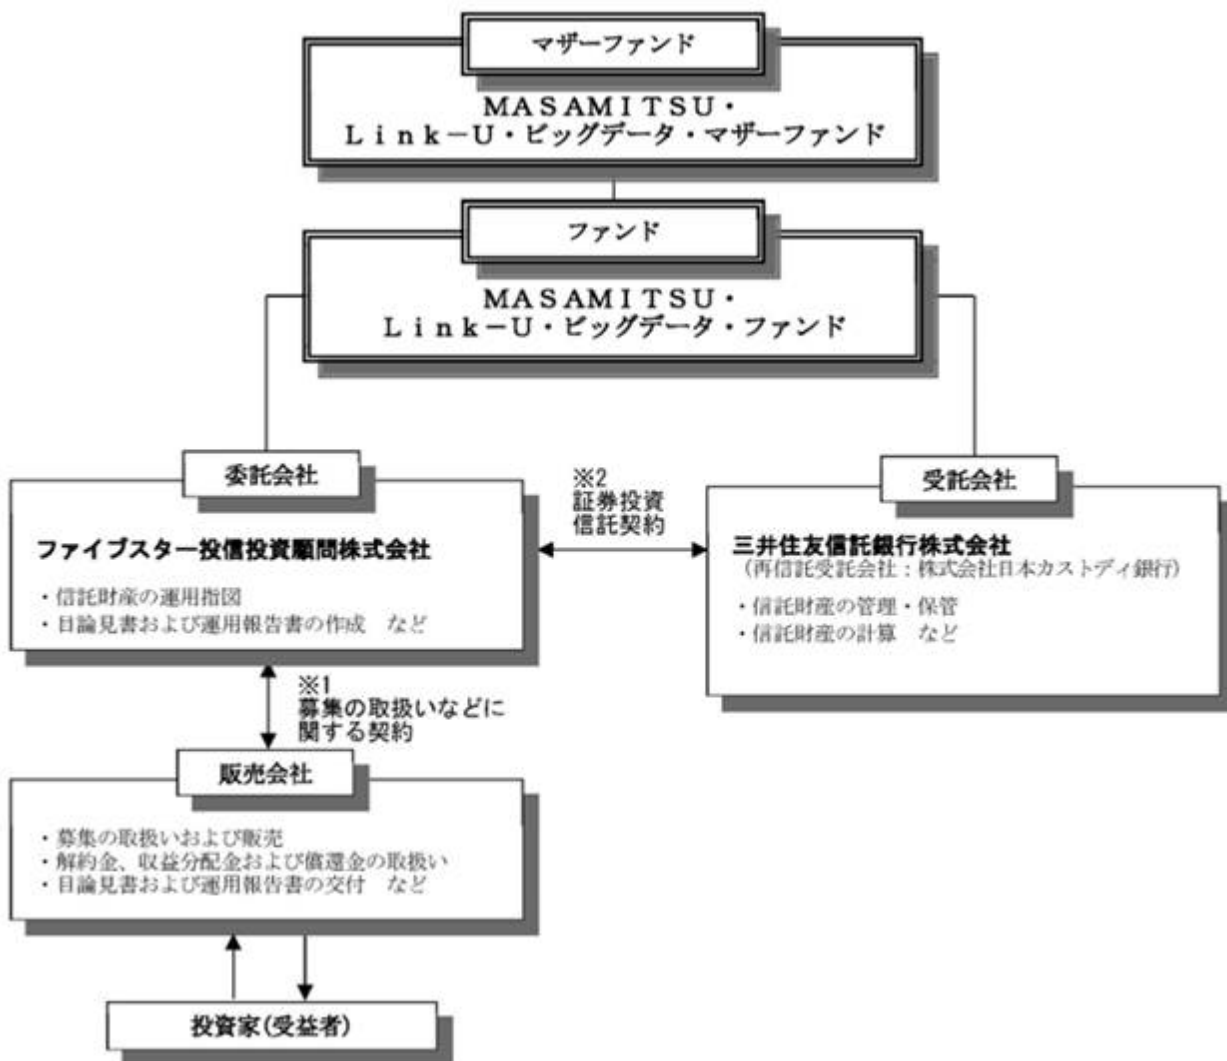 マザーファンド
ＭＡＳＡＭＩＴＳＵ・
Ｌｉｎｋ－Ｕ・ビッグデータ・マザーファンド
ファンド
ＭＡＳＡＭＩＴＳＵ・
Ｌｉｎｋ－Ｕ・ビッグデータ・ファンド
委託会社
ファイブスター投信投資顧問株式会社
・信託財産の運用指図
・目論見書および運用報告書の作成　など
※2
証券投資
信託契約
受託会社
三井住友信託銀行株式会社
（再信託受託会社：株式会社日本カストディ銀行）
・信託財産の管理・保管
・信託財産の計算　など
※1
募集の取扱いなどに
関する契約
販売会社
・募集の取扱いおよび販売
・解約金、収益分配金および償還金の取扱い
・目論見書および運用報告書の交付　など
投資家(受益者)